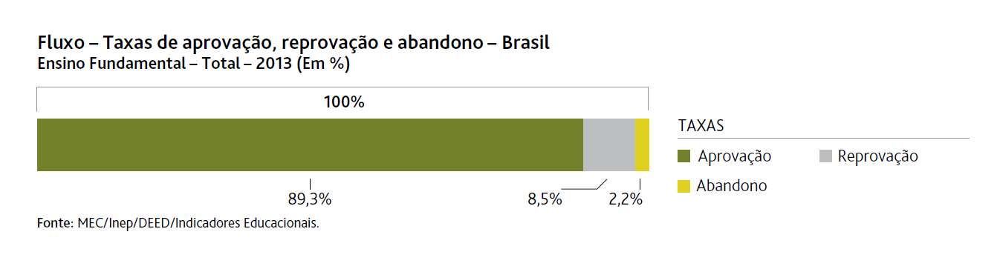 Fluxo – Taxas de aprovação, reprovação e abandono – Brasil
Ensino Fundamental – Total – 2013 (Em %)
100%
TAXAS
Aprovação
Reprovação
Abandono
89,3%
8,5%
2,2%
Fonte: MEC/Inep/DEED/Indicadores Educacionais.